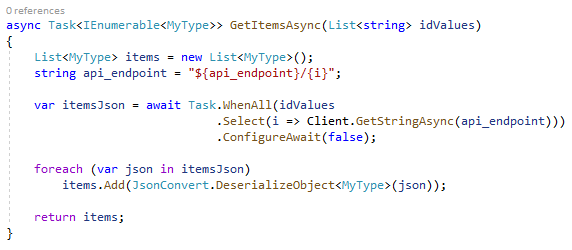 0 references
async Task<IEnumerable<MyType>> GetItemsAsync(List<string> idValues)
{
    List<MyType> items = new List<MyType>();
    string api_endpoint = "${api_endpoint}/{i}";

    var itemsJson = await Task.WhenAll(idValues
                            .Select(i => Client.GetStringAsync(api_endpoint)))
                            .ConfigureAwait(false);

    foreach (var json in itemsJson)
        items.Add(JsonConvert.DeserializeObject<MyType>(json));

    return items;
}